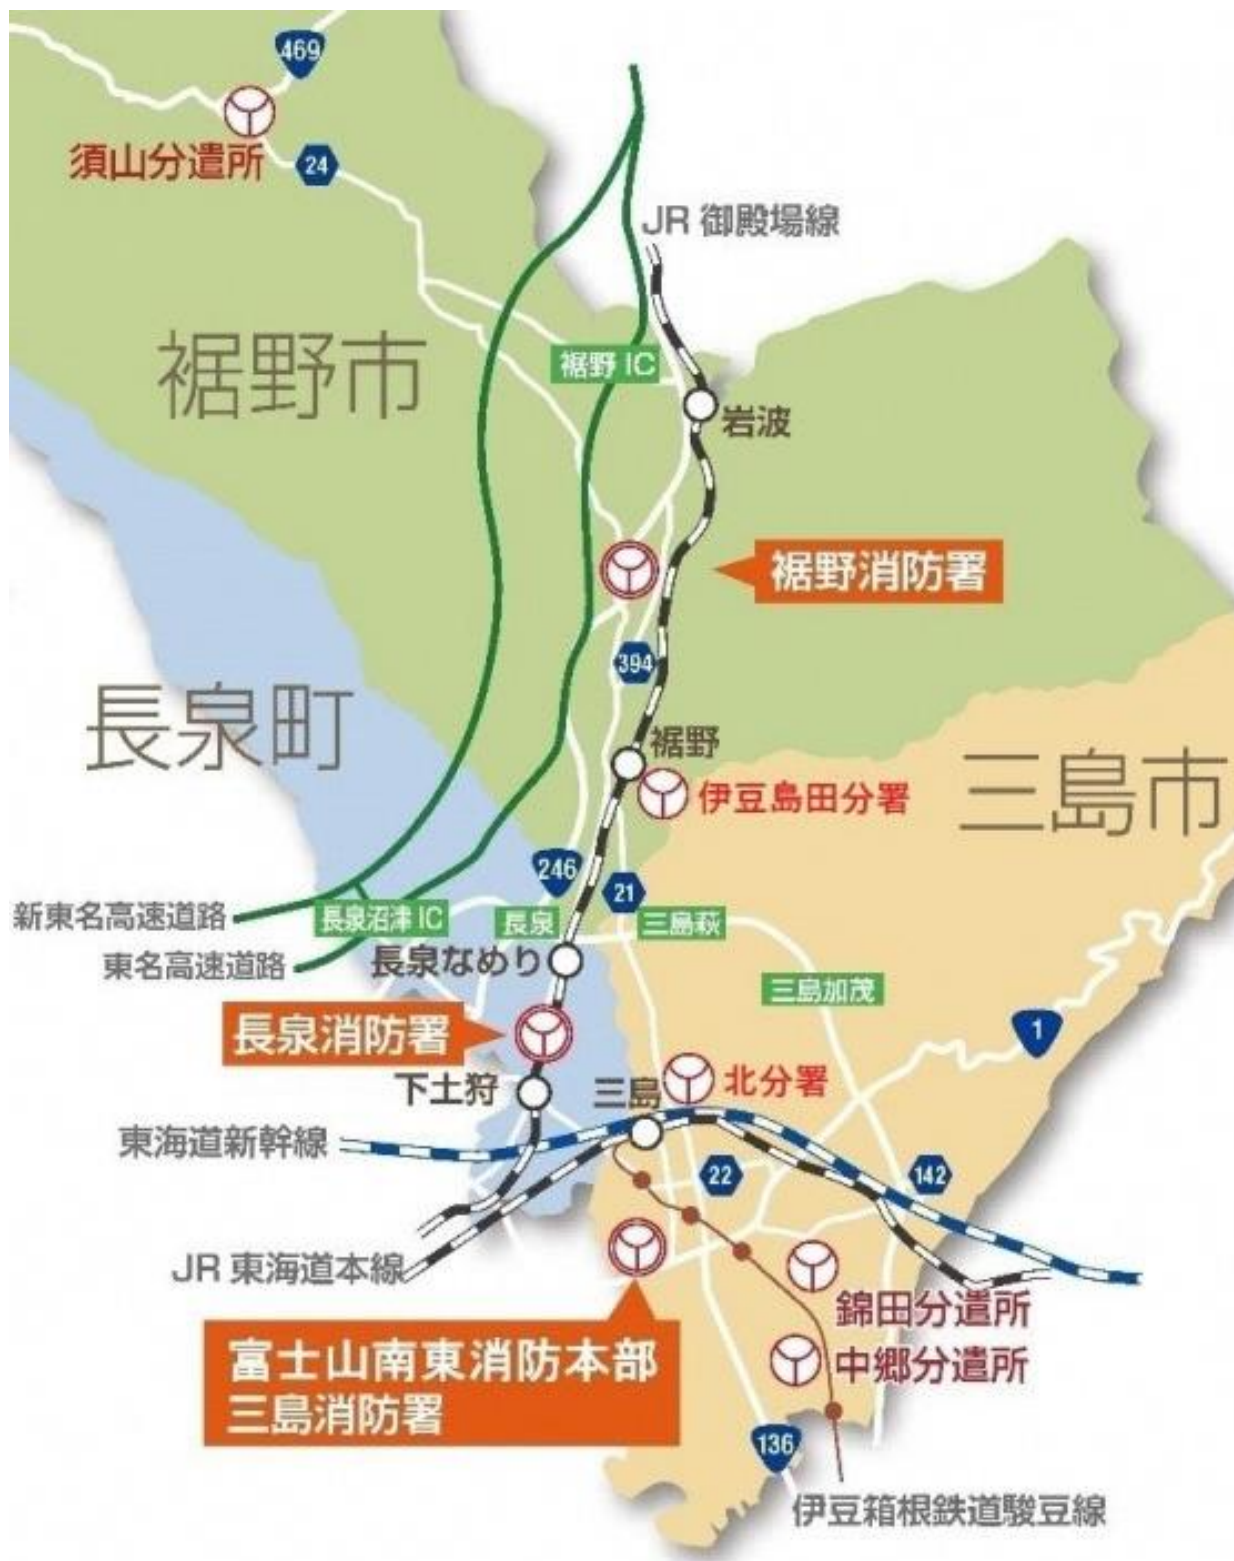 469
須山分遣所
24
JR 御殿場線
裾野市
裾野 IC
岩波
裾野消防署
394
長泉町
裾野
伊豆島田分署
三島市
246
21
新東名高速道路
長泉沼津 IC
長泉
三島萩
東名高速道路
長泉なめり
三島加茂
長泉消防署
1
下土狩
三島
北分署
東海道新幹線
22
142
JR 東海道本線
錦田分遣所
富士山南東消防本部
三島消防署
中郷分遣所
136
伊豆箱根鉄道駿豆線